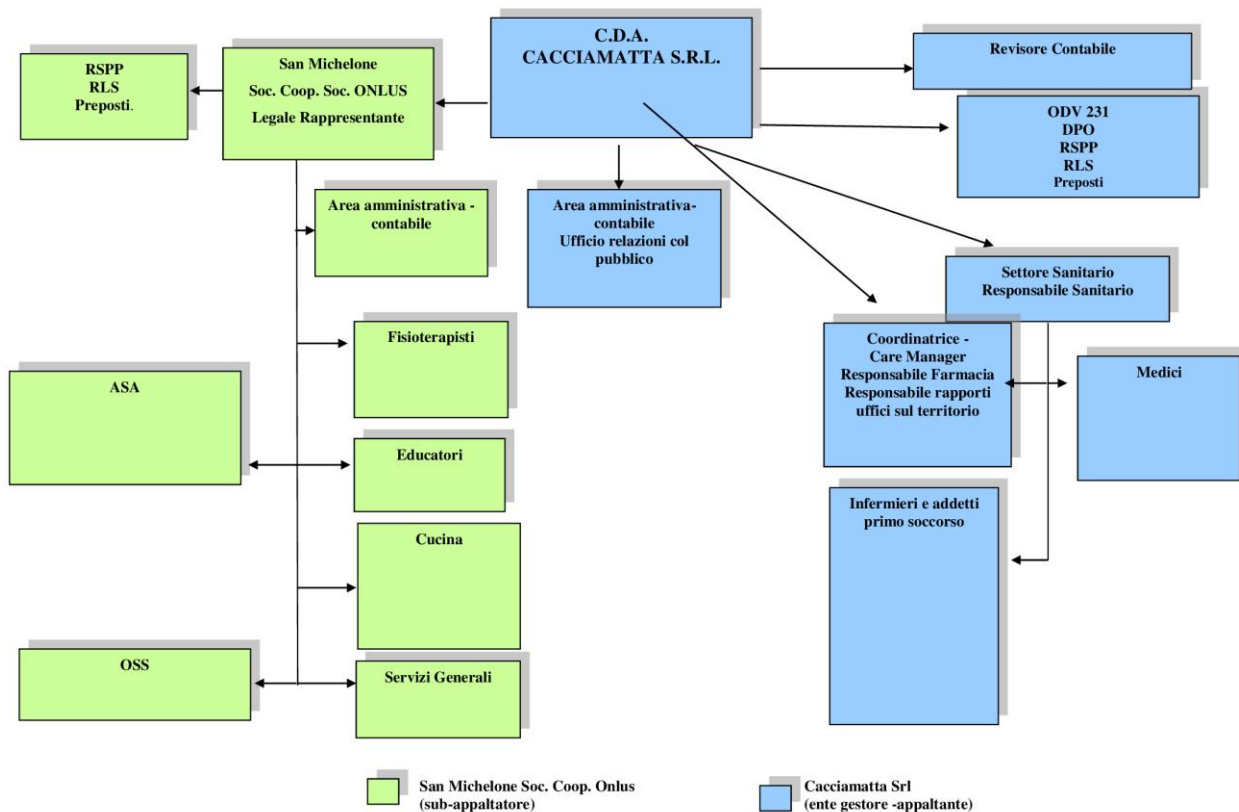 C.D.A.
CACCIAMATTA S.R.L.
Revisore Contabile
RSPP
RLS
Preposti.
San Michelone
Soc. Coop. Soc. ONLUS
Legale Rappresentante
ODV 231
DPO
RSPP
RLS
Preposti
Area amministrativa -
contabile
Area amministrativa-
contabile
Ufficio relazioni col
pubblico
Settore Sanitario
Responsabile Sanitario
Fisioterapisti
Coordinatrice -
Care Manager
Responsabile Farmacia
Responsabile rapporti
uffici sul territorio
Medici
ASA
Educatori
Infermieri e addetti
primo soccorso
Cucina
OSS
Servizi Generali
San Michelone Soc. Coop. Onlus
(sub-appaltatore)
Cacciamatta Srl
(ente gestore -appaltante)